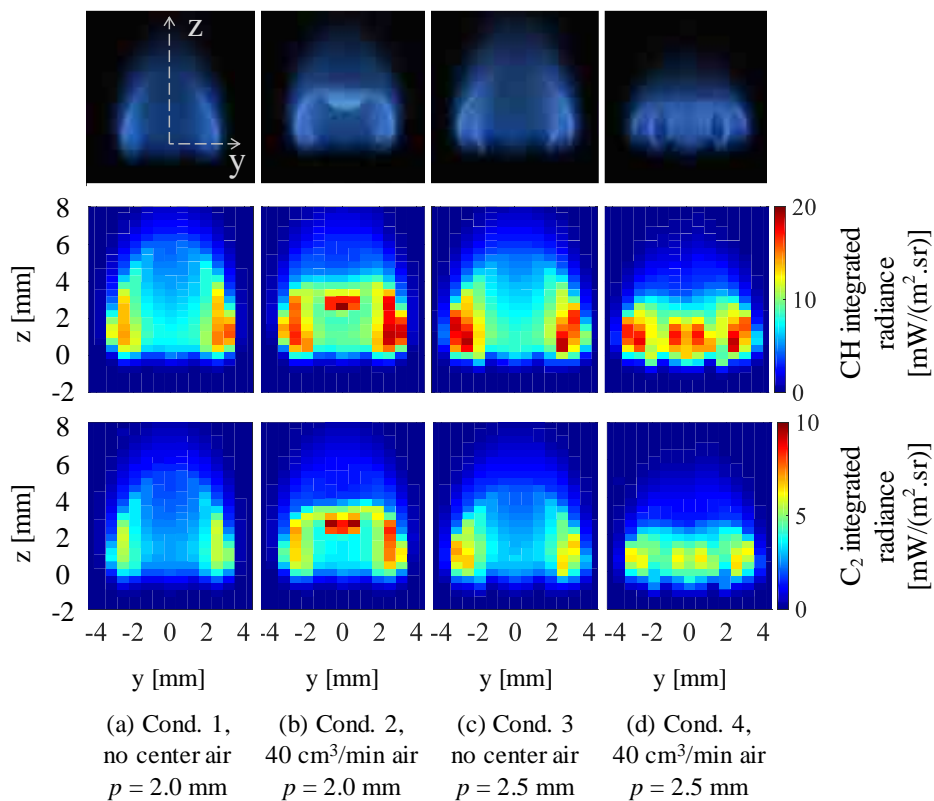 z
y
8
6
4
2
0
-2
z [mm]
20
10
0
CH integrated
radiance
[mW/(m².sr)]
8
6
4
2
0
-2
z [mm]
10
5
0
C₂ integrated
radiance
[mW/(m².sr)]
-4 -2 0 2 4 -4 -2 0 2 4 -4 -2 0 2 4 -4 -2 0 2 4
y [mm] y [mm] y [mm] y [mm]
(a) Cond. 1, (b) Cond. 2, (c) Cond. 3 (d) Cond. 4,
no center air 40 cm³/min air no center air 40 cm³/min air
p = 2.0 mm p = 2.0 mm p = 2.5 mm p = 2.5 mm